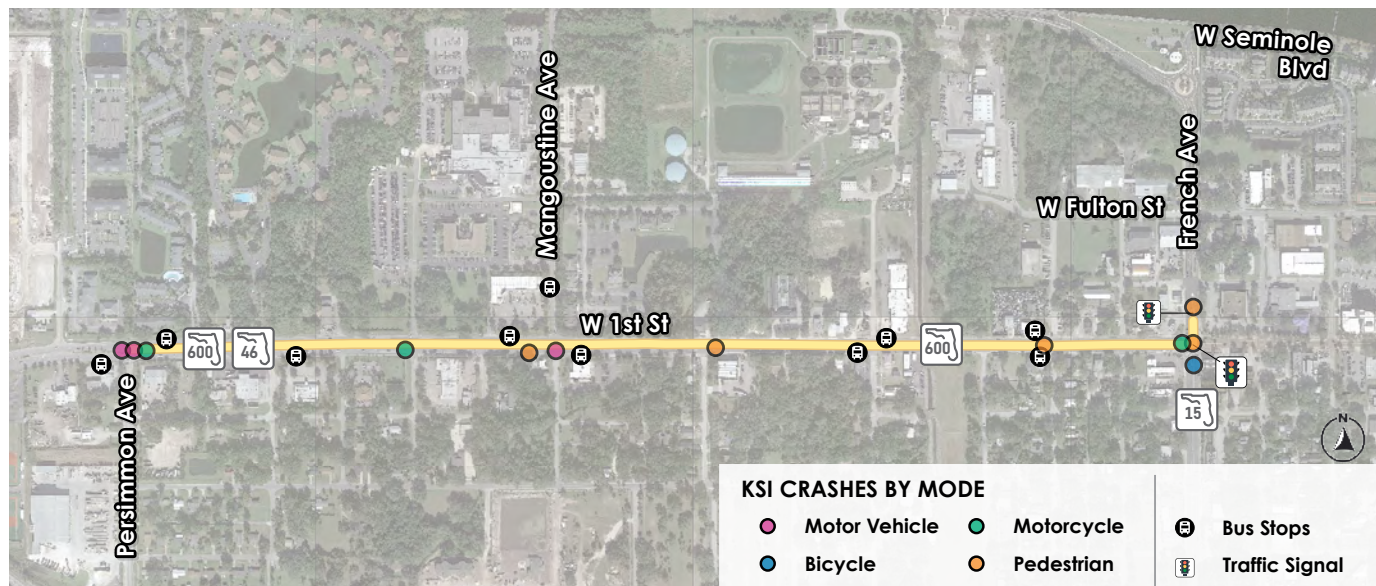 W Seminole
Blvd
Mangoustine Ave
French Ave
W Fulton St
W 1st St
600
46
600
15
Persimmon Ave
N
KSI CRASHES BY MODE
Motor Vehicle
Motorcycle
Bus Stops
Bicycle
Pedestrian
Traffic Signal